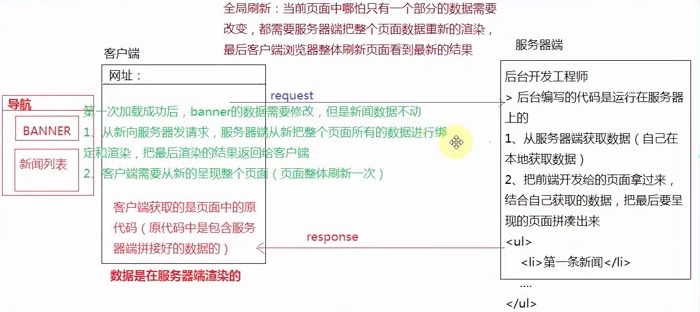 全局刷新：当前页面中哪怕只有一个部分的数据需要
改变，都需要服务器端把整个页面数据重新的渲染，
最后客户端浏览器整体刷新页面看到最新的结果
客户端
服务器端
网址：
request
导航
BANNER
新闻列表
第一次加载成功后，banner的数据需要修改，但是新闻数据不动
1、从新向服务器发请求，服务器端从新把整个页面所有的数据进行绑
定和渲染，把最后渲染的结果返回给客户端
2、客户端需要从新的呈现整个页面（页面整体刷新一次）
客户端获取的是页面中的原
代码（原代码中是包含服务
器端拼接好的数据的）
response
数据是在服务器端渲染的
后台开发工程师
> 后台编写的代码是运行在服务器
上的
1、从服务器端获取数据（自己在
本地获取数据）
2、把前端开发给的页面拿过来，
结合自己获取的数据，把最后要呈
现的页面拼凑出来
<ul>
<li>第一条新闻</li>
....
</ul>